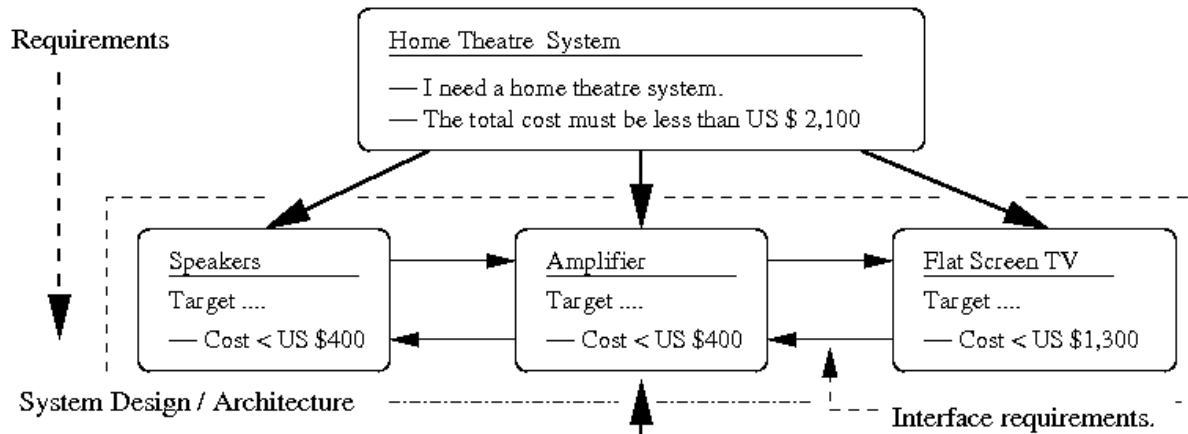 Requirements
Home Theatre System
— I need a home theatre system.
— The total cost must be less than US $ 2,100
Speakers
Target ....
— Cost < US $400
Amplifier
Target ....
— Cost < US $400
Flat Screen TV
Target ....
— Cost < US $1,300
System Design / Architecture
Interface requirements.